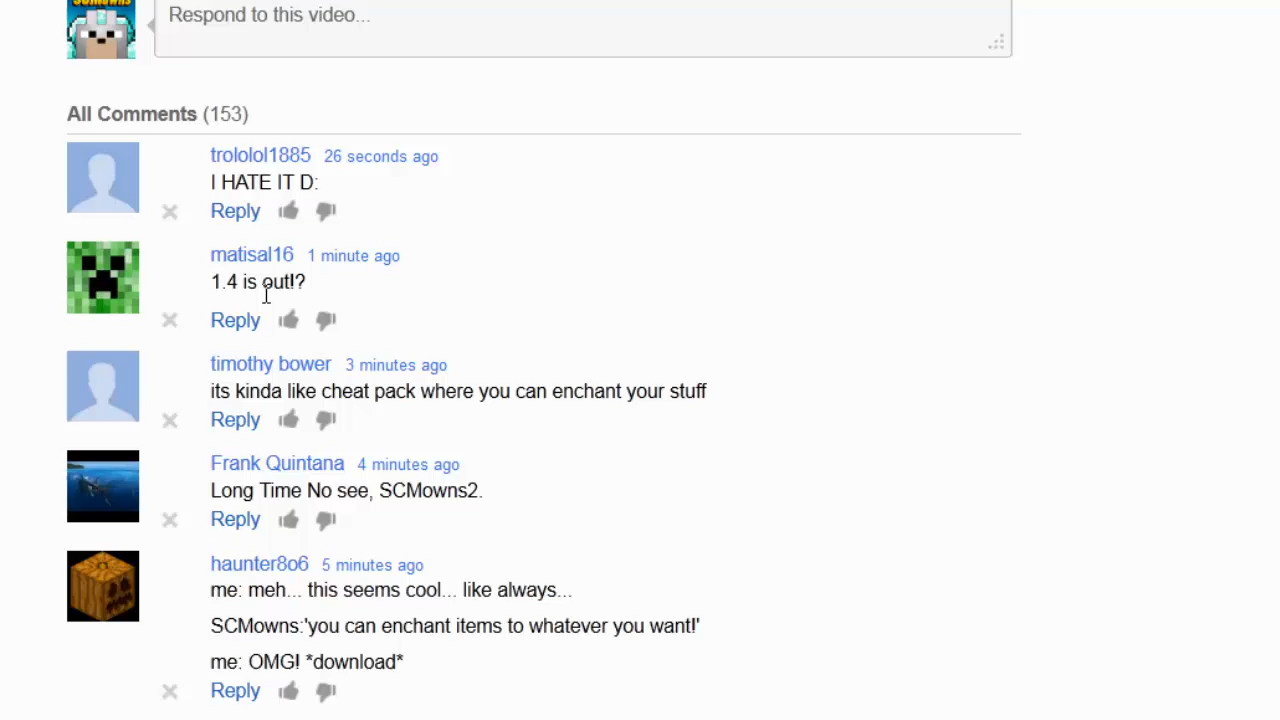 SCMowns
Respond to this video...
All Comments (153)
trololol1885 26 seconds ago
I HATE IT D:
Reply
matisal16 1 minute ago
1.4 is out!?
Reply
timothy bower 3 minutes ago
its kinda like cheat pack where you can enchant your stuff
Reply
Frank Quintana 4 minutes ago
Long Time No see, SCMowns2.
Reply
haunter8o6 5 minutes ago
me: meh... this seems cool... like always...
SCMowns:'you can enchant items to whatever you want!'
me: OMG! *download*
Reply